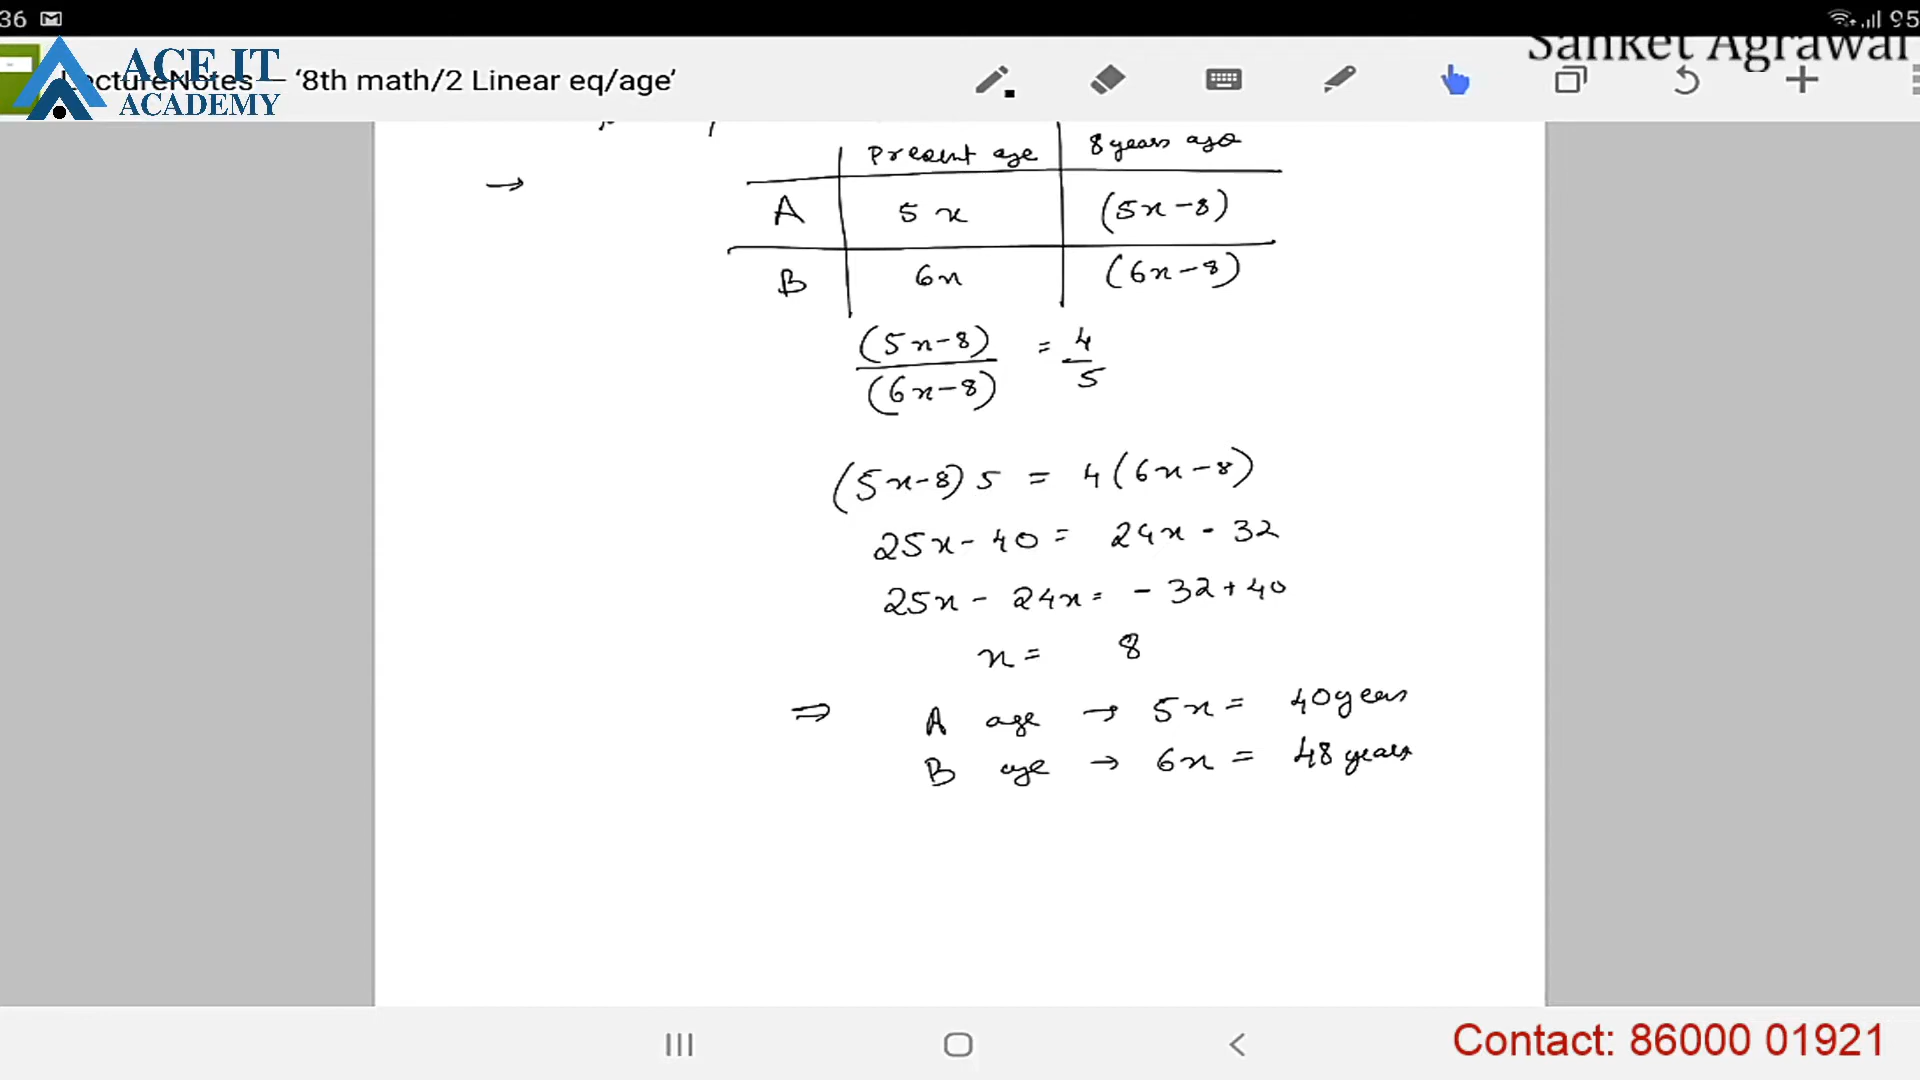 36 95
Sanket Agrawal
ACE IT
ACADEMY
LectureNotes — ‘8th math/2 Linear eq/age’
Present age 8 years ago
→
A 5x (5x-8)
B 6x (6x-8)
(5x-8)/(6x-8) = 4/5
(5x-8) 5 = 4(6x-8)
25x - 40 = 24x - 32
25x - 24x = - 32 + 40
x = 8
⇒ A age → 5x = 40 years
B age → 6x = 48 years
Contact: 86000 01921